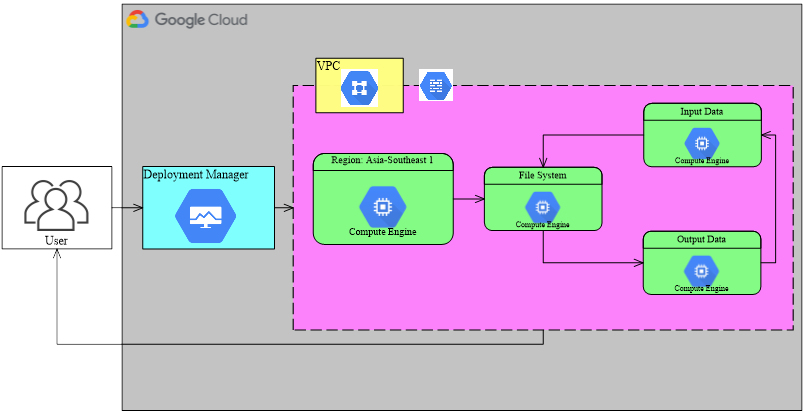 Google Cloud
VPC
Input Data
Compute Engine
Region: Asia-Southeast 1
Compute Engine
File System
Compute Engine
Deployment Manager
User
Output Data
Compute Engine